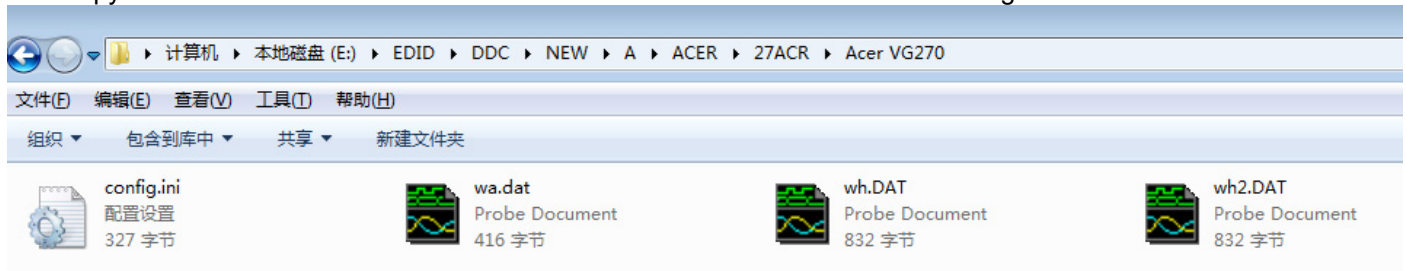 计算机 ▸ 本地磁盘 (E:) ▸ EDID ▸ DDC ▸ NEW ▸ A ▸ ACER ▸ 27ACR ▸ Acer VG270
文件(F) 编辑(E) 查看(V) 工具(T) 帮助(H)
组织 包含到库中 共享 新建文件夹
config.ini
配置设置
327 字节
wa.dat
Probe Document
416 字节
wh.DAT
Probe Document
832 字节
wh2.DAT
Probe Document
832 字节